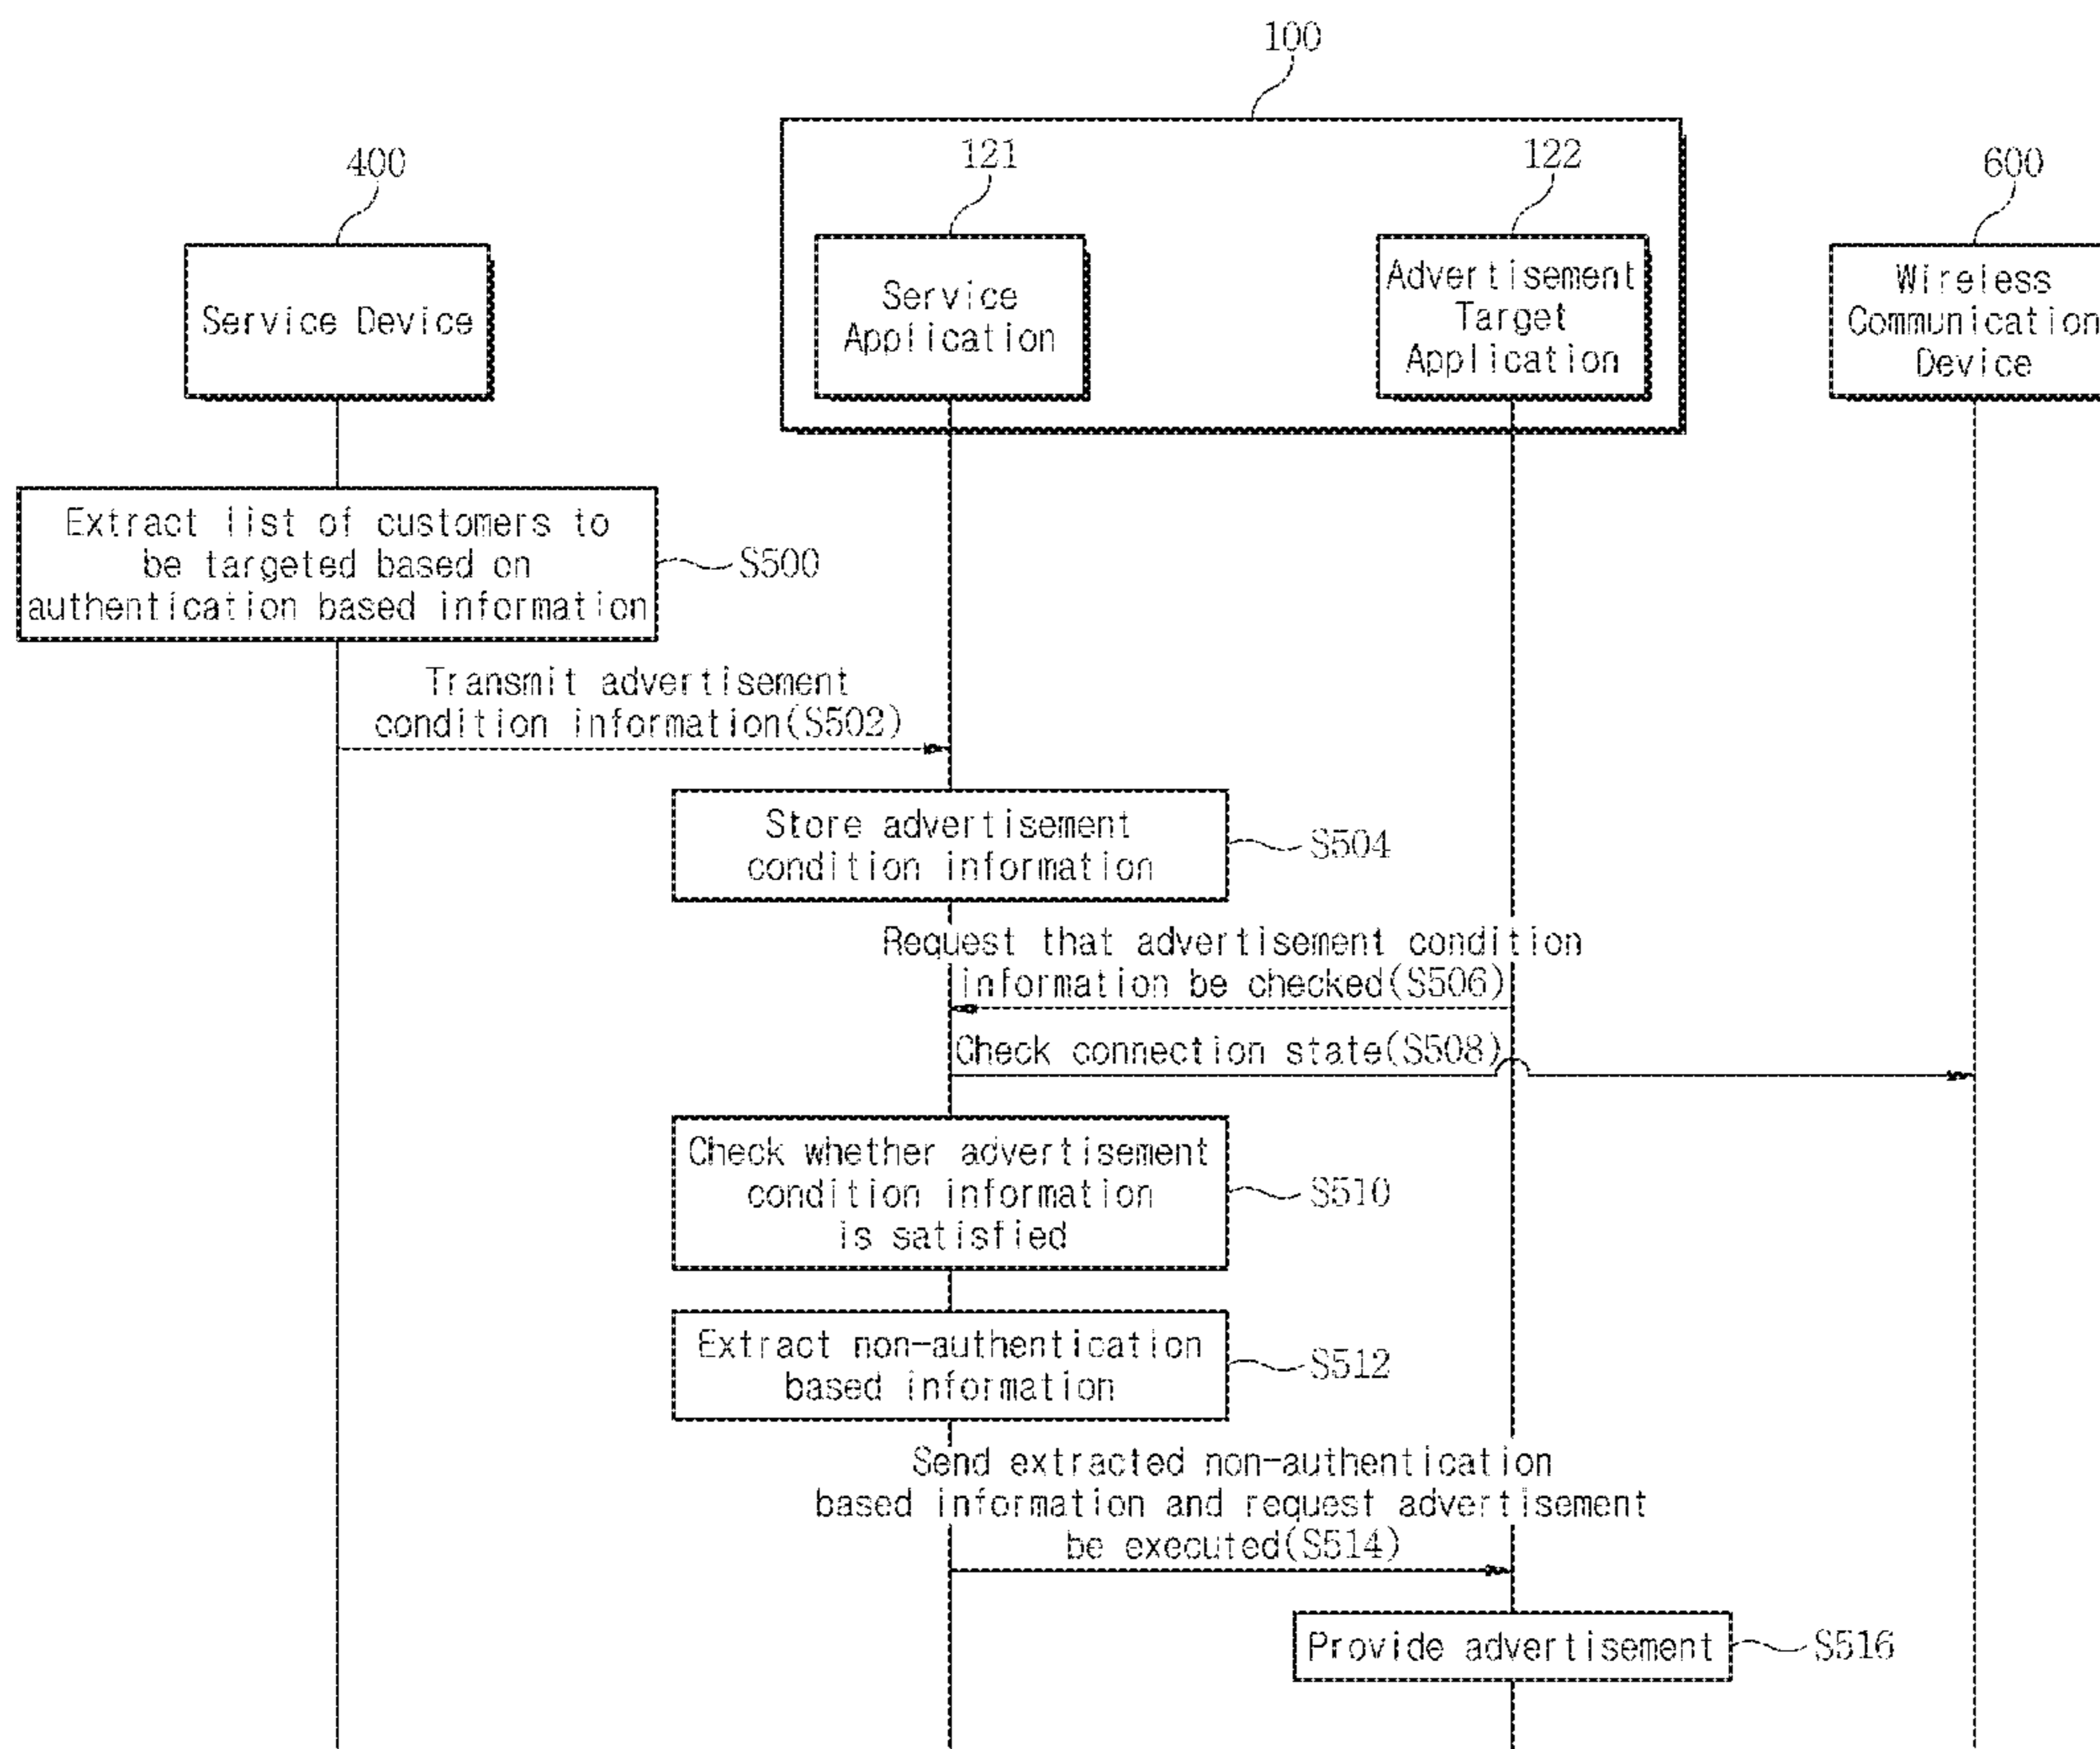 100
400
121
122
600
Service Device
Service
Application
Advertisement
Target
Application
Wireless
Communication
Device
Extract list of customers to
be targeted based on
authentication based information
S500
Transmit advertisement
condition information(S502)
Store advertisement
condition information
S504
Request that advertisement condition
information be checked(S506)
Check connection state(S508)
Check whether advertisement
condition information
is satisfied
S510
Extract non-authentication
based information
S512
Send extracted non-authentication
based information and request advertisement
be executed(S514)
Provide advertisement
S516